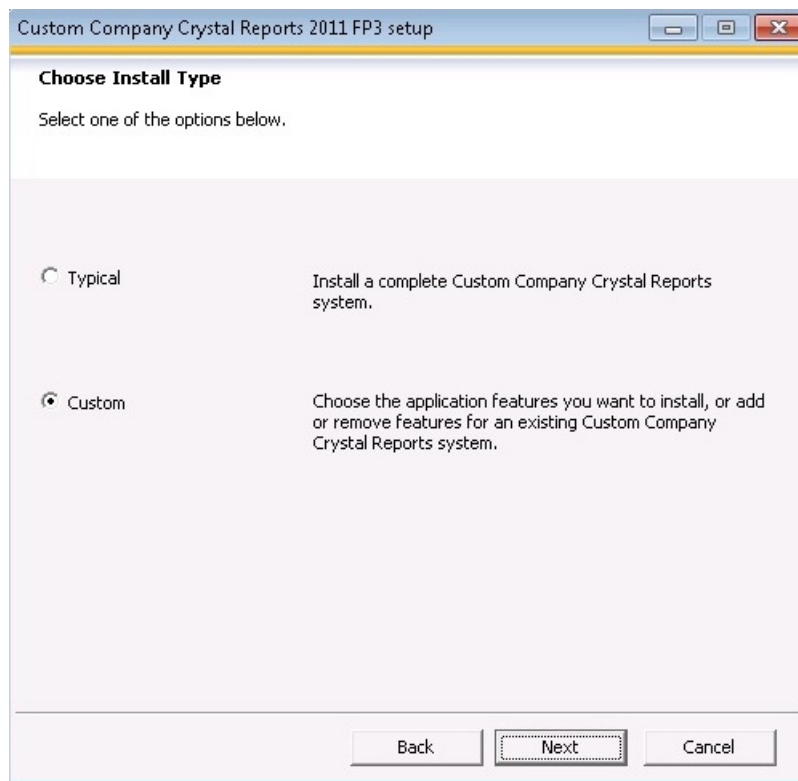 Custom Company Crystal Reports 2011 FP3 setup
Choose Install Type
Select one of the options below.
Typical
Install a complete Custom Company Crystal Reports
system.
Custom
Choose the application features you want to install, or add
or remove features for an existing Custom Company
Crystal Reports system.
Back
Next
Cancel